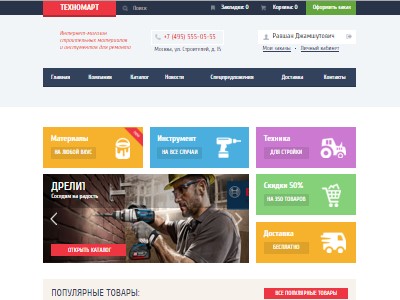 ТЕХНОМАРТ
Поиск
Закладки: 0
Корзина: 0
Оформить заказ
Интернет-магазин
строительных материалов
и инструментов для ремонта
+7 (495) 555-05-55
Москва, ул. Строителей, д. 15
Равшан Джамшутович
Мои заказы • Личный кабинет
Главная
Компания
Каталог
Новости
Спецпредложения
Доставка
Контакты
Материалы
НА ЛЮБОЙ ВКУС
Инструмент
НА ВСЕ СЛУЧАИ
Техника
ДЛЯ СТРОЙКИ
ДРЕЛИ
Соседям на радость
ОТКРЫТЬ КАТАЛОГ
Скидки 50%
НА 350 ТОВАРОВ
Доставка
БЕСПЛАТНО
ПОПУЛЯРНЫЕ ТОВАРЫ:
ВСЕ ПОПУЛЯРНЫЕ ТОВАРЫ